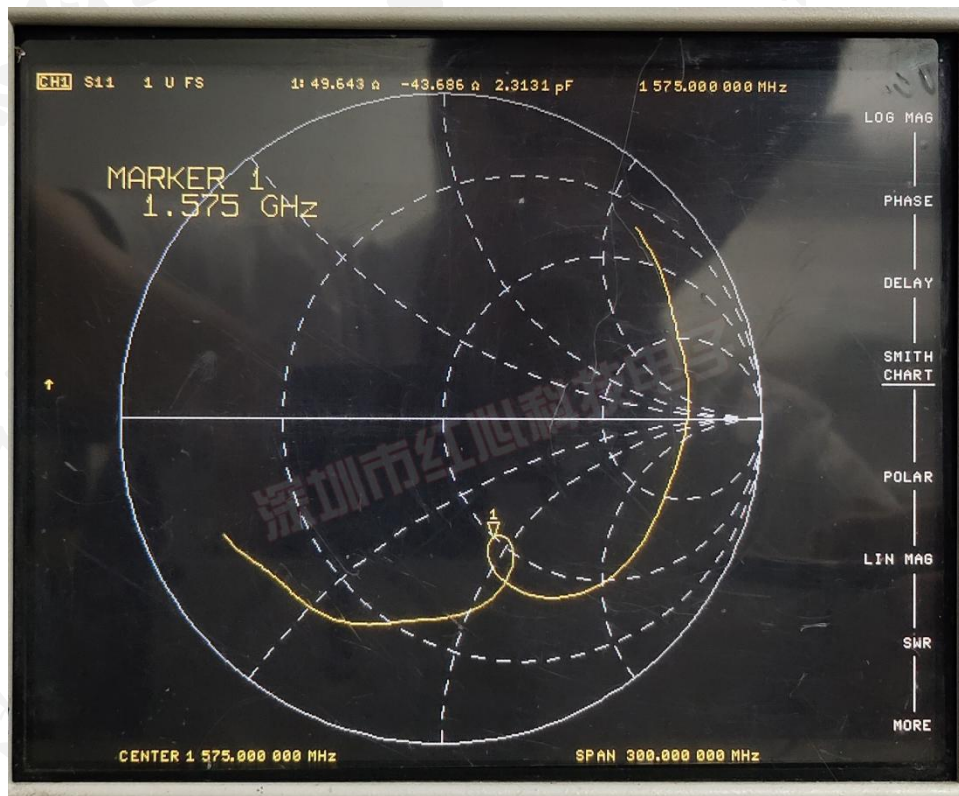 CH1 S11 1 U FS 1: 49.643 Ω -43.686 Ω 2.3131 pF 1 575.000 000 MHz
LOG MAG
MARKER 1
1.575 GHz
PHASE
DELAY
SMITH
CHART
深圳市红心科技电子
1
POLAR
LIN MAG
SWR
MORE
CENTER 1 575.000 000 MHz SPAN 300.000 000 MHz